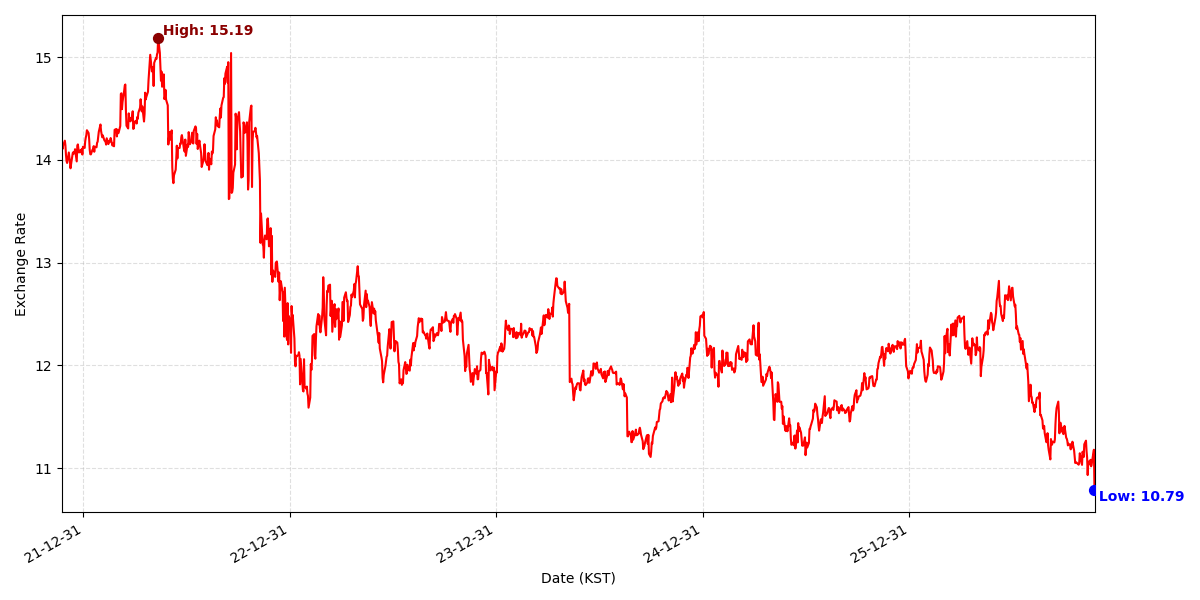 High: 15.19
15
14
13
12
11
Exchange Rate
Low: 10.79
21-12-31
22-12-31
23-12-31
24-12-31
25-12-31
Date (KST)